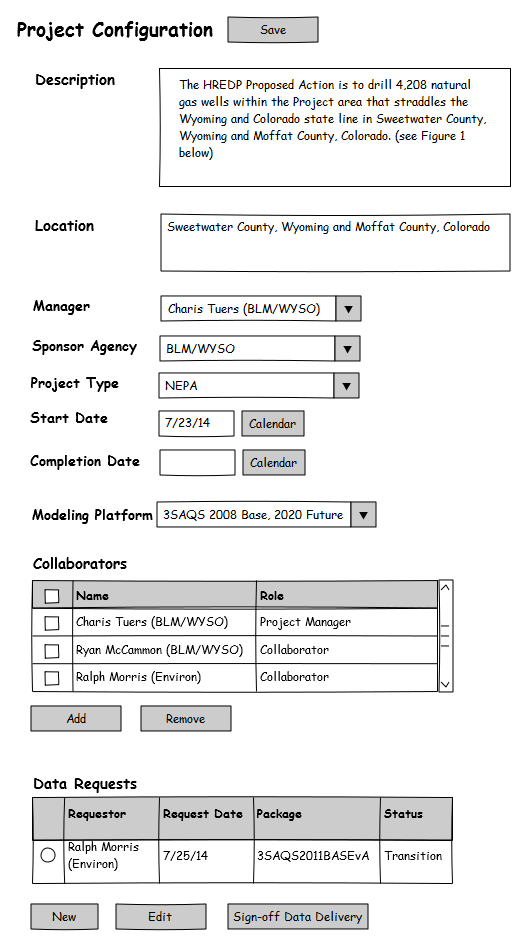 Project Configuration Save
Description
The HREDP Proposed Action is to drill 4,208 natural
gas wells within the Project area that straddles the
Wyoming and Colorado state line in Sweetwater County,
Wyoming and Moffat County, Colorado. (see Figure 1
below)
Location
Sweetwater County, Wyoming and Moffat County, Colorado
Manager Charis Tuers (BLM/WYSO)
Sponsor Agency BLM/WYSO
Project Type NEPA
Start Date 7/23/14 Calendar
Completion Date Calendar
Modeling Platform 3SAQS 2008 Base, 2020 Future
Collaborators
Name Role
Charis Tuers (BLM/WYSO) Project Manager
Ryan McCammon (BLM/WYSO) Collaborator
Ralph Morris (Environ) Collaborator
Add Remove
Data Requests
Requestor Request Date Package Status
Ralph Morris
(Environ) 7/25/14 3SAQS2011BASEvA Transition
New Edit Sign-off Data Delivery